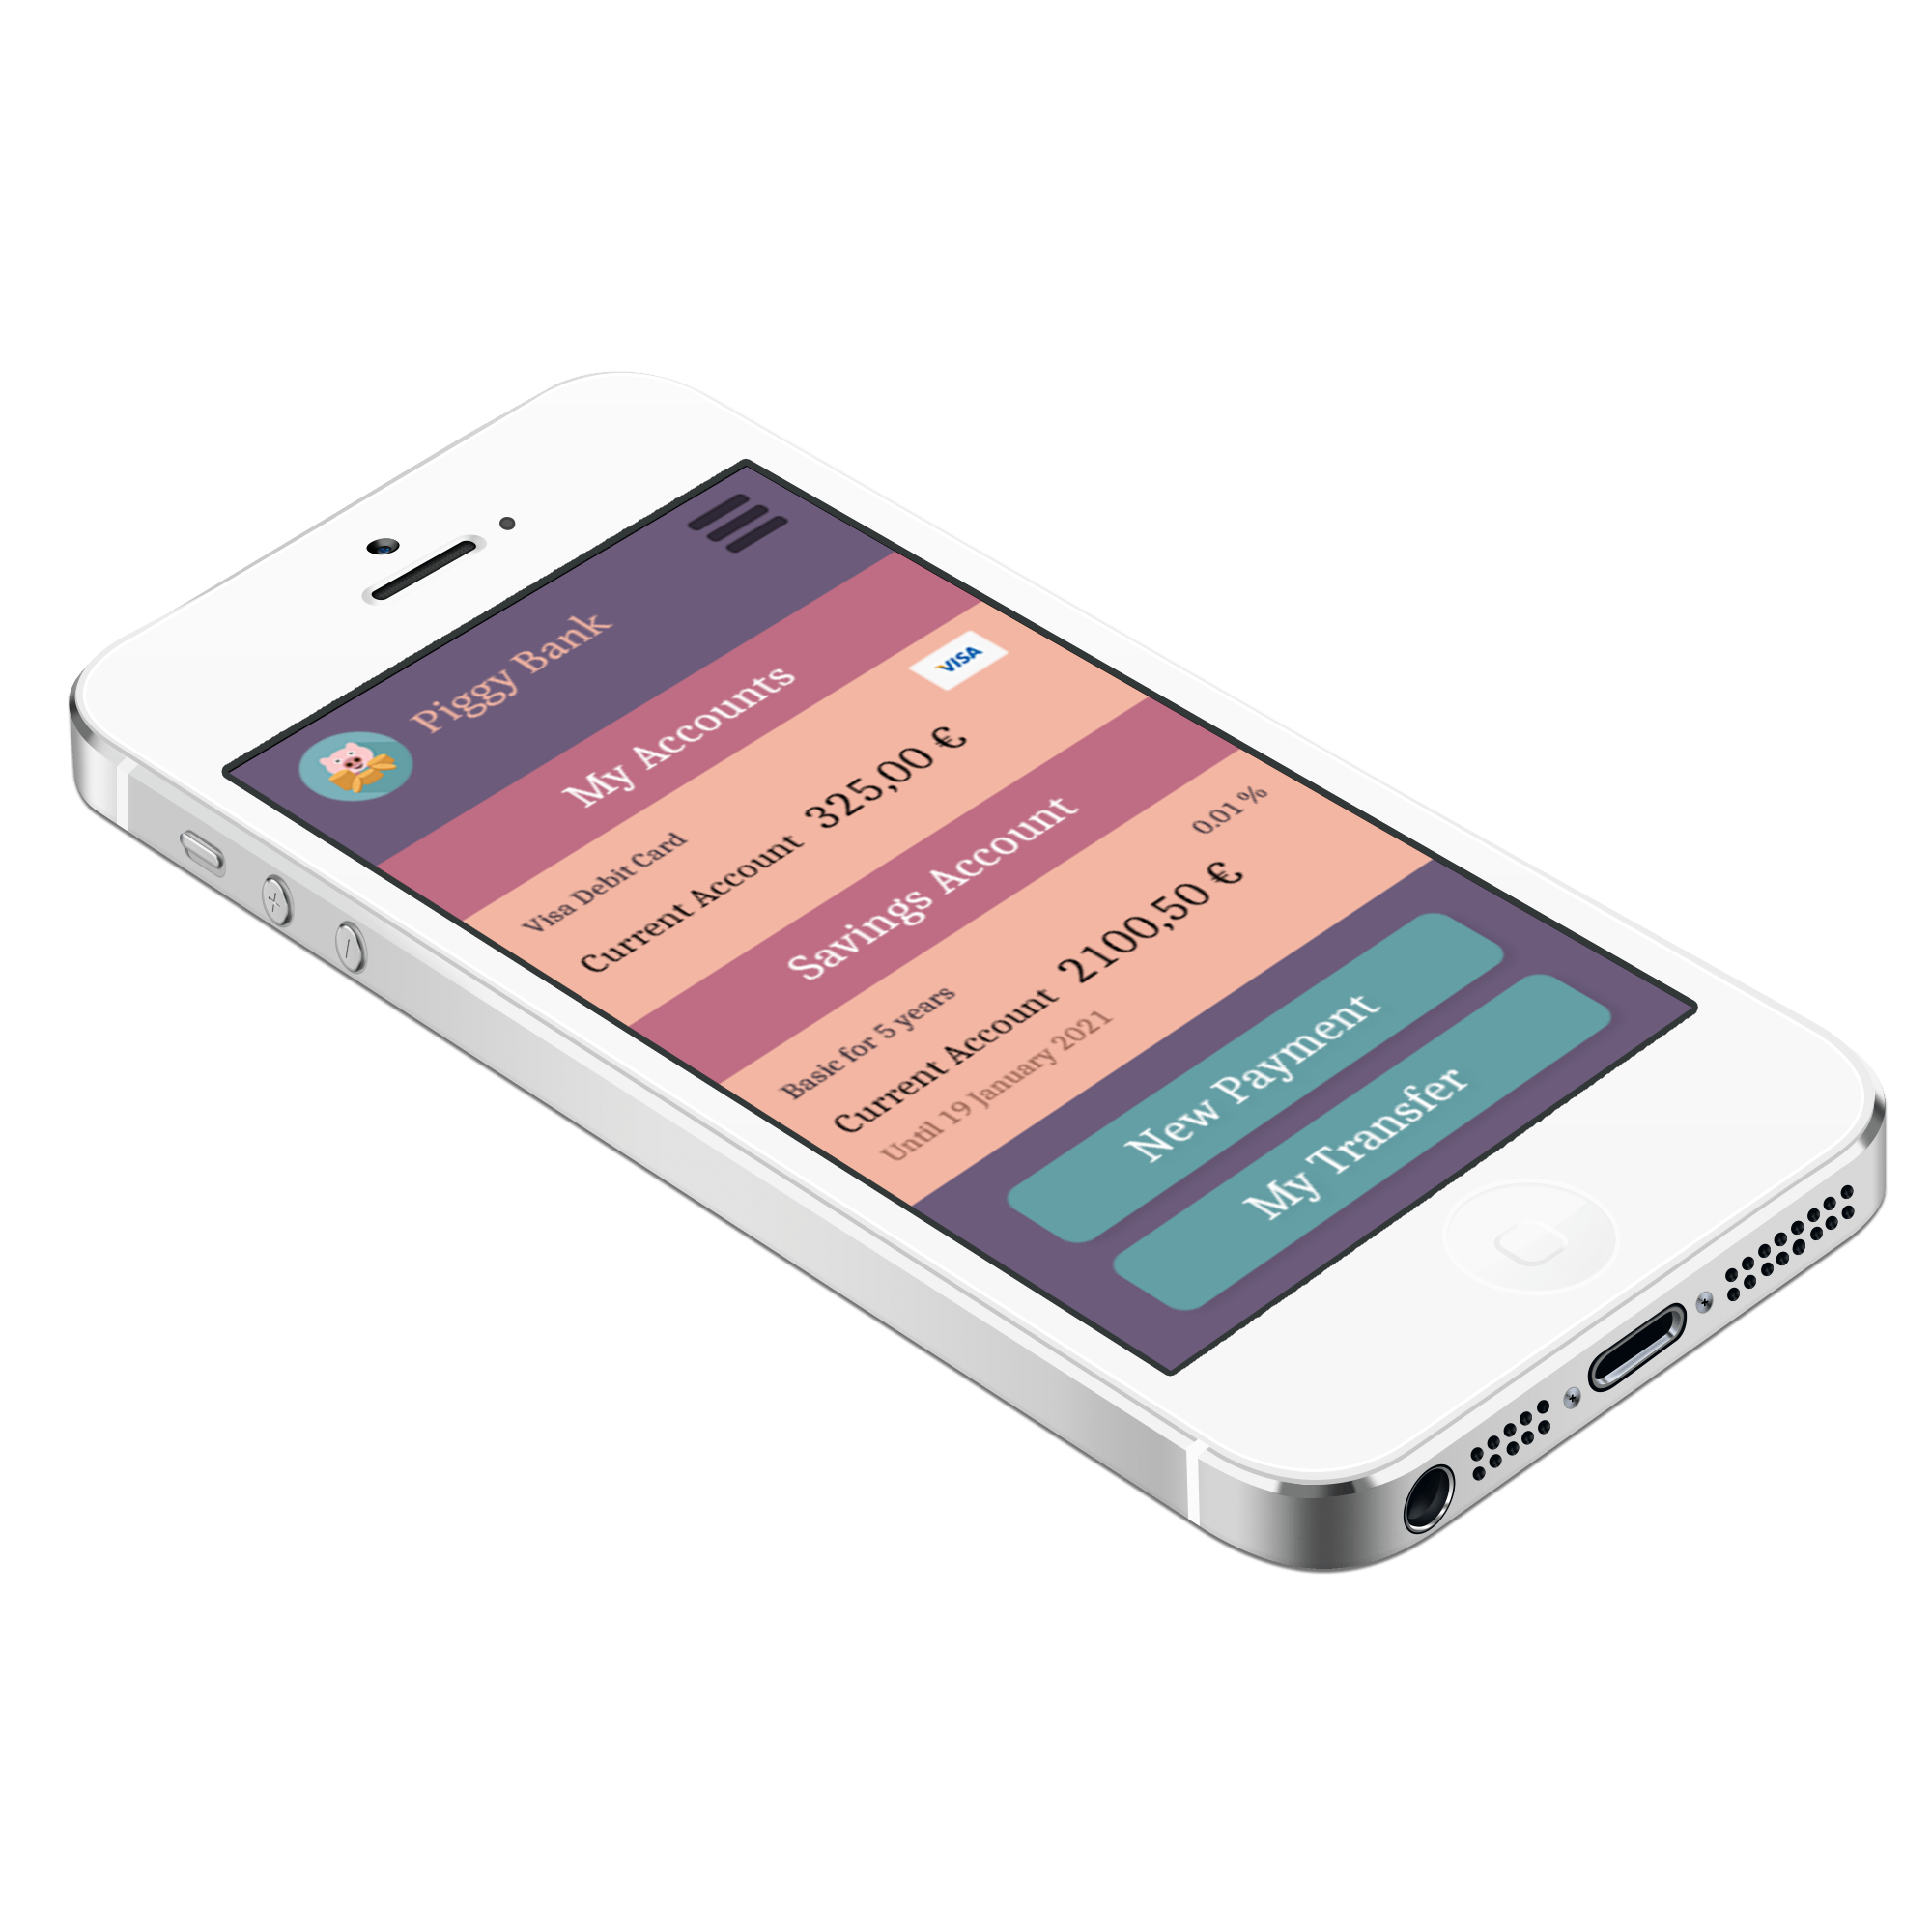 Piggy Bank
My Accounts
Visa Debit Card
VISA
Current Account 325,00 €
Savings Account
Basic for 5 years
0.01 %
Current Account 2100,50 €
Until 19 January 2021
New Payment
My Transfer